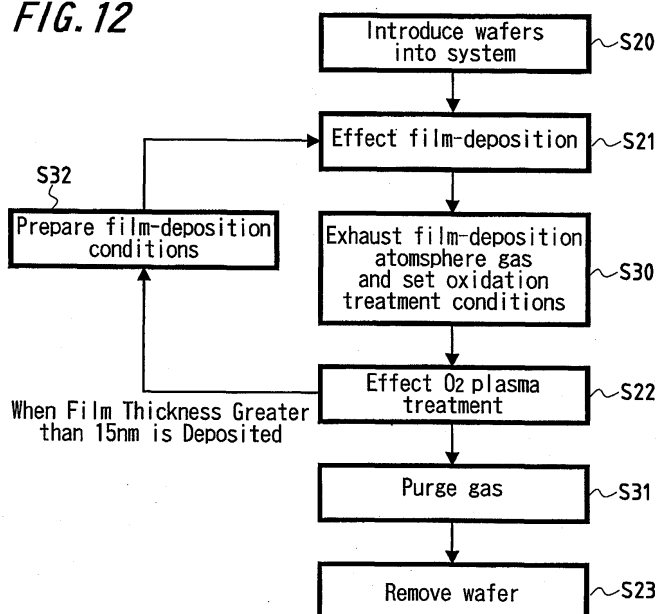 FIG. 12
Introduce wafers
into system
S20
Effect film-deposition
S21
S32
Prepare film-deposition
conditions
Exhaust film-deposition
atomsphere gas
and set oxidation
treatment conditions
S30
Effect O2 plasma
treatment
S22
When Film Thickness Greater
than 15nm is Deposited
Purge gas
S31
Remove wafer
S23